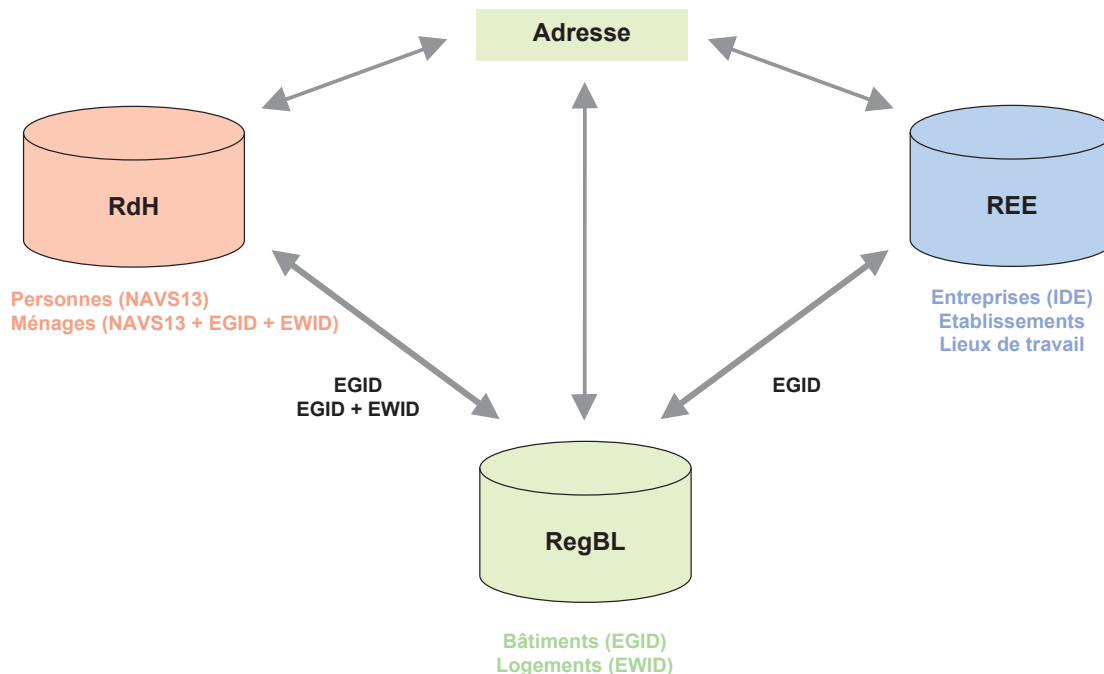 Adresse
RdH
REE
Personnes (NAVS13)
Ménages (NAVS13 + EGID + EWID)
Entreprises (IDE)
Etablissements
Lieux de travail
EGID
EGID + EWID
EGID
RegBL
Bâtiments (EGID)
Logements (EWID)